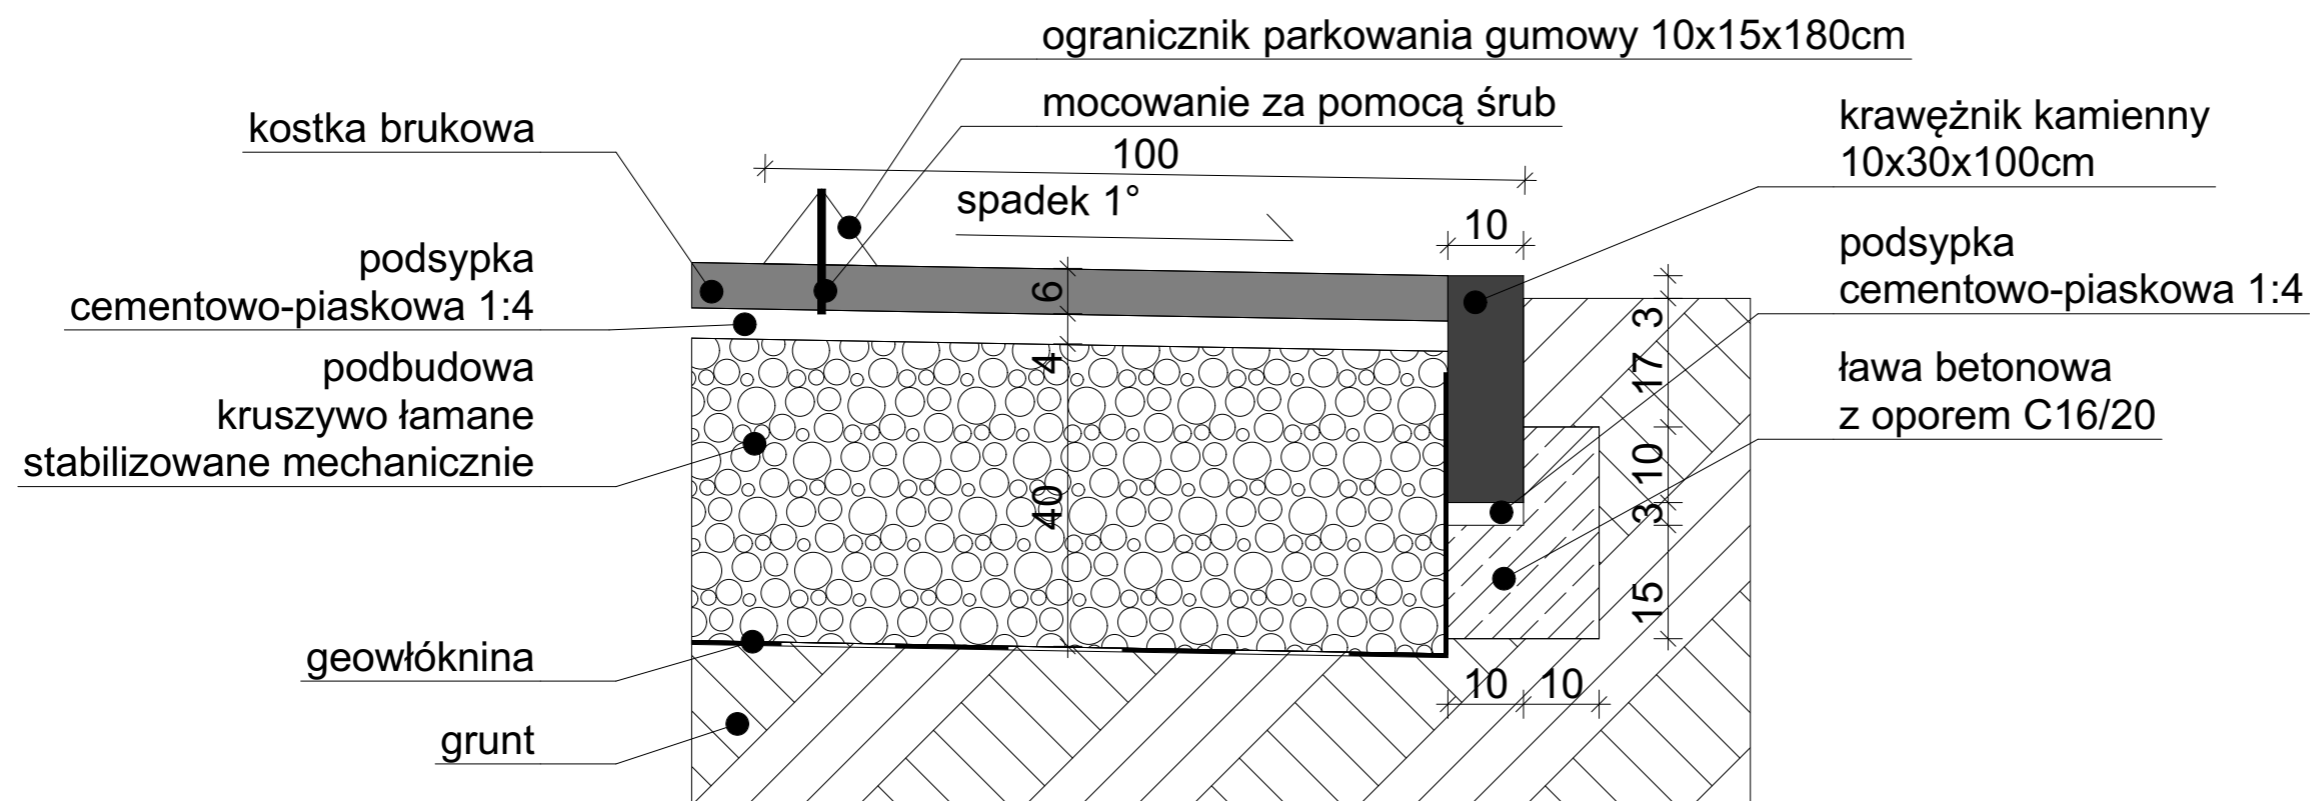 ogranicznik parkowania gumowy 10x15x180cm
mocowanie za pomocą śrub
kostka brukowa
100
krawężnik kamienny
10x30x100cm
spadek 1°
10
podsypka
cementowo-piaskowa 1:4
podsypka
cementowo-piaskowa 1:4
6
3
podbudowa
kruszywo łamane
stabilizowane mechanicznie
4
17
ława betonowa
z oporem C16/20
40
10
3
15
geowłóknina
10
10
grunt